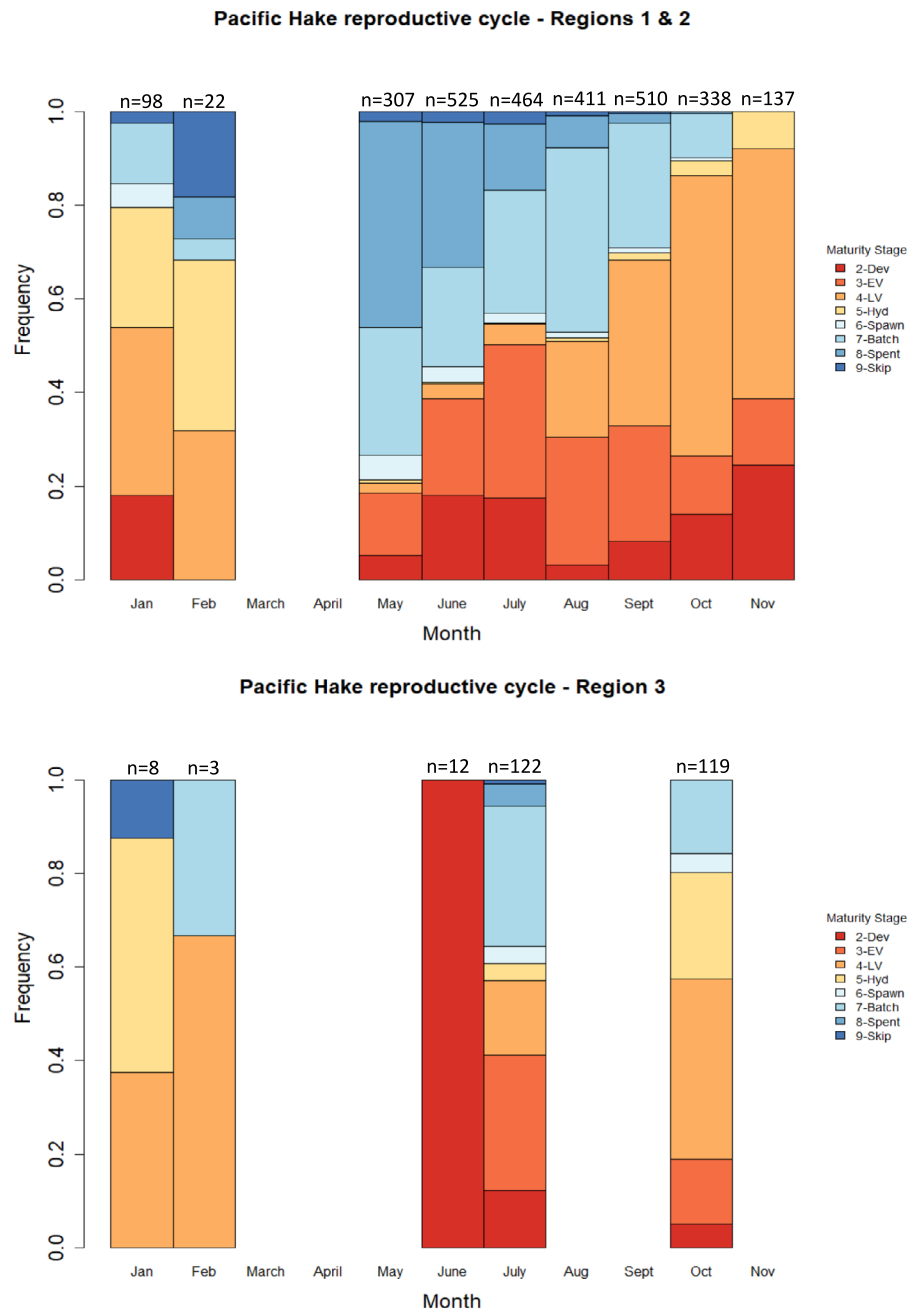 Pacific Hake reproductive cycle - Regions 1 & 2
n=98 n=22 n=307 n=525 n=464 n=411 n=510 n=338 n=137
1.0
0.8
0.6
0.4
0.2
0.0
Frequency
Maturity Stage
2-Dev
3-EV
4-LV
5-Hyd
6-Spawn
7-Batch
8-Spent
9-Skip
Jan Feb March April May June July Aug Sept Oct Nov
Month
Pacific Hake reproductive cycle - Region 3
n=8 n=3 n=12 n=122 n=119
1.0
0.8
0.6
0.4
0.2
0.0
Frequency
Maturity Stage
2-Dev
3-EV
4-LV
5-Hyd
6-Spawn
7-Batch
8-Spent
9-Skip
Jan Feb March April May June July Aug Sept Oct Nov
Month